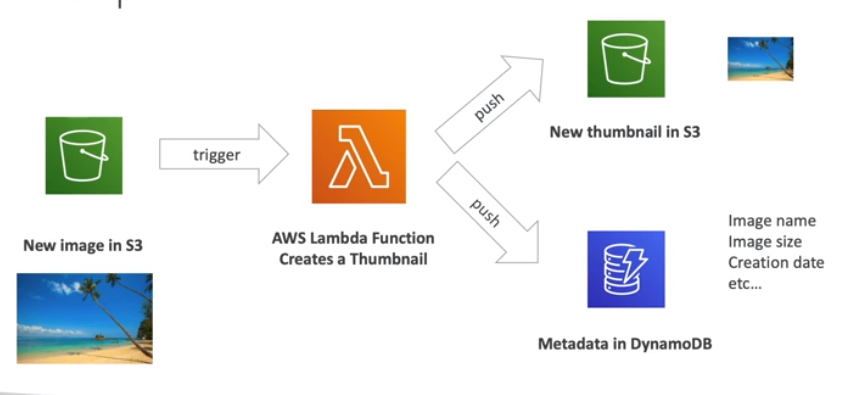 New image in S3
trigger
AWS Lambda Function
Creates a Thumbnail
push
New thumbnail in S3
push
Image name
Image size
Creation date
etc...
Metadata in DynamoDB